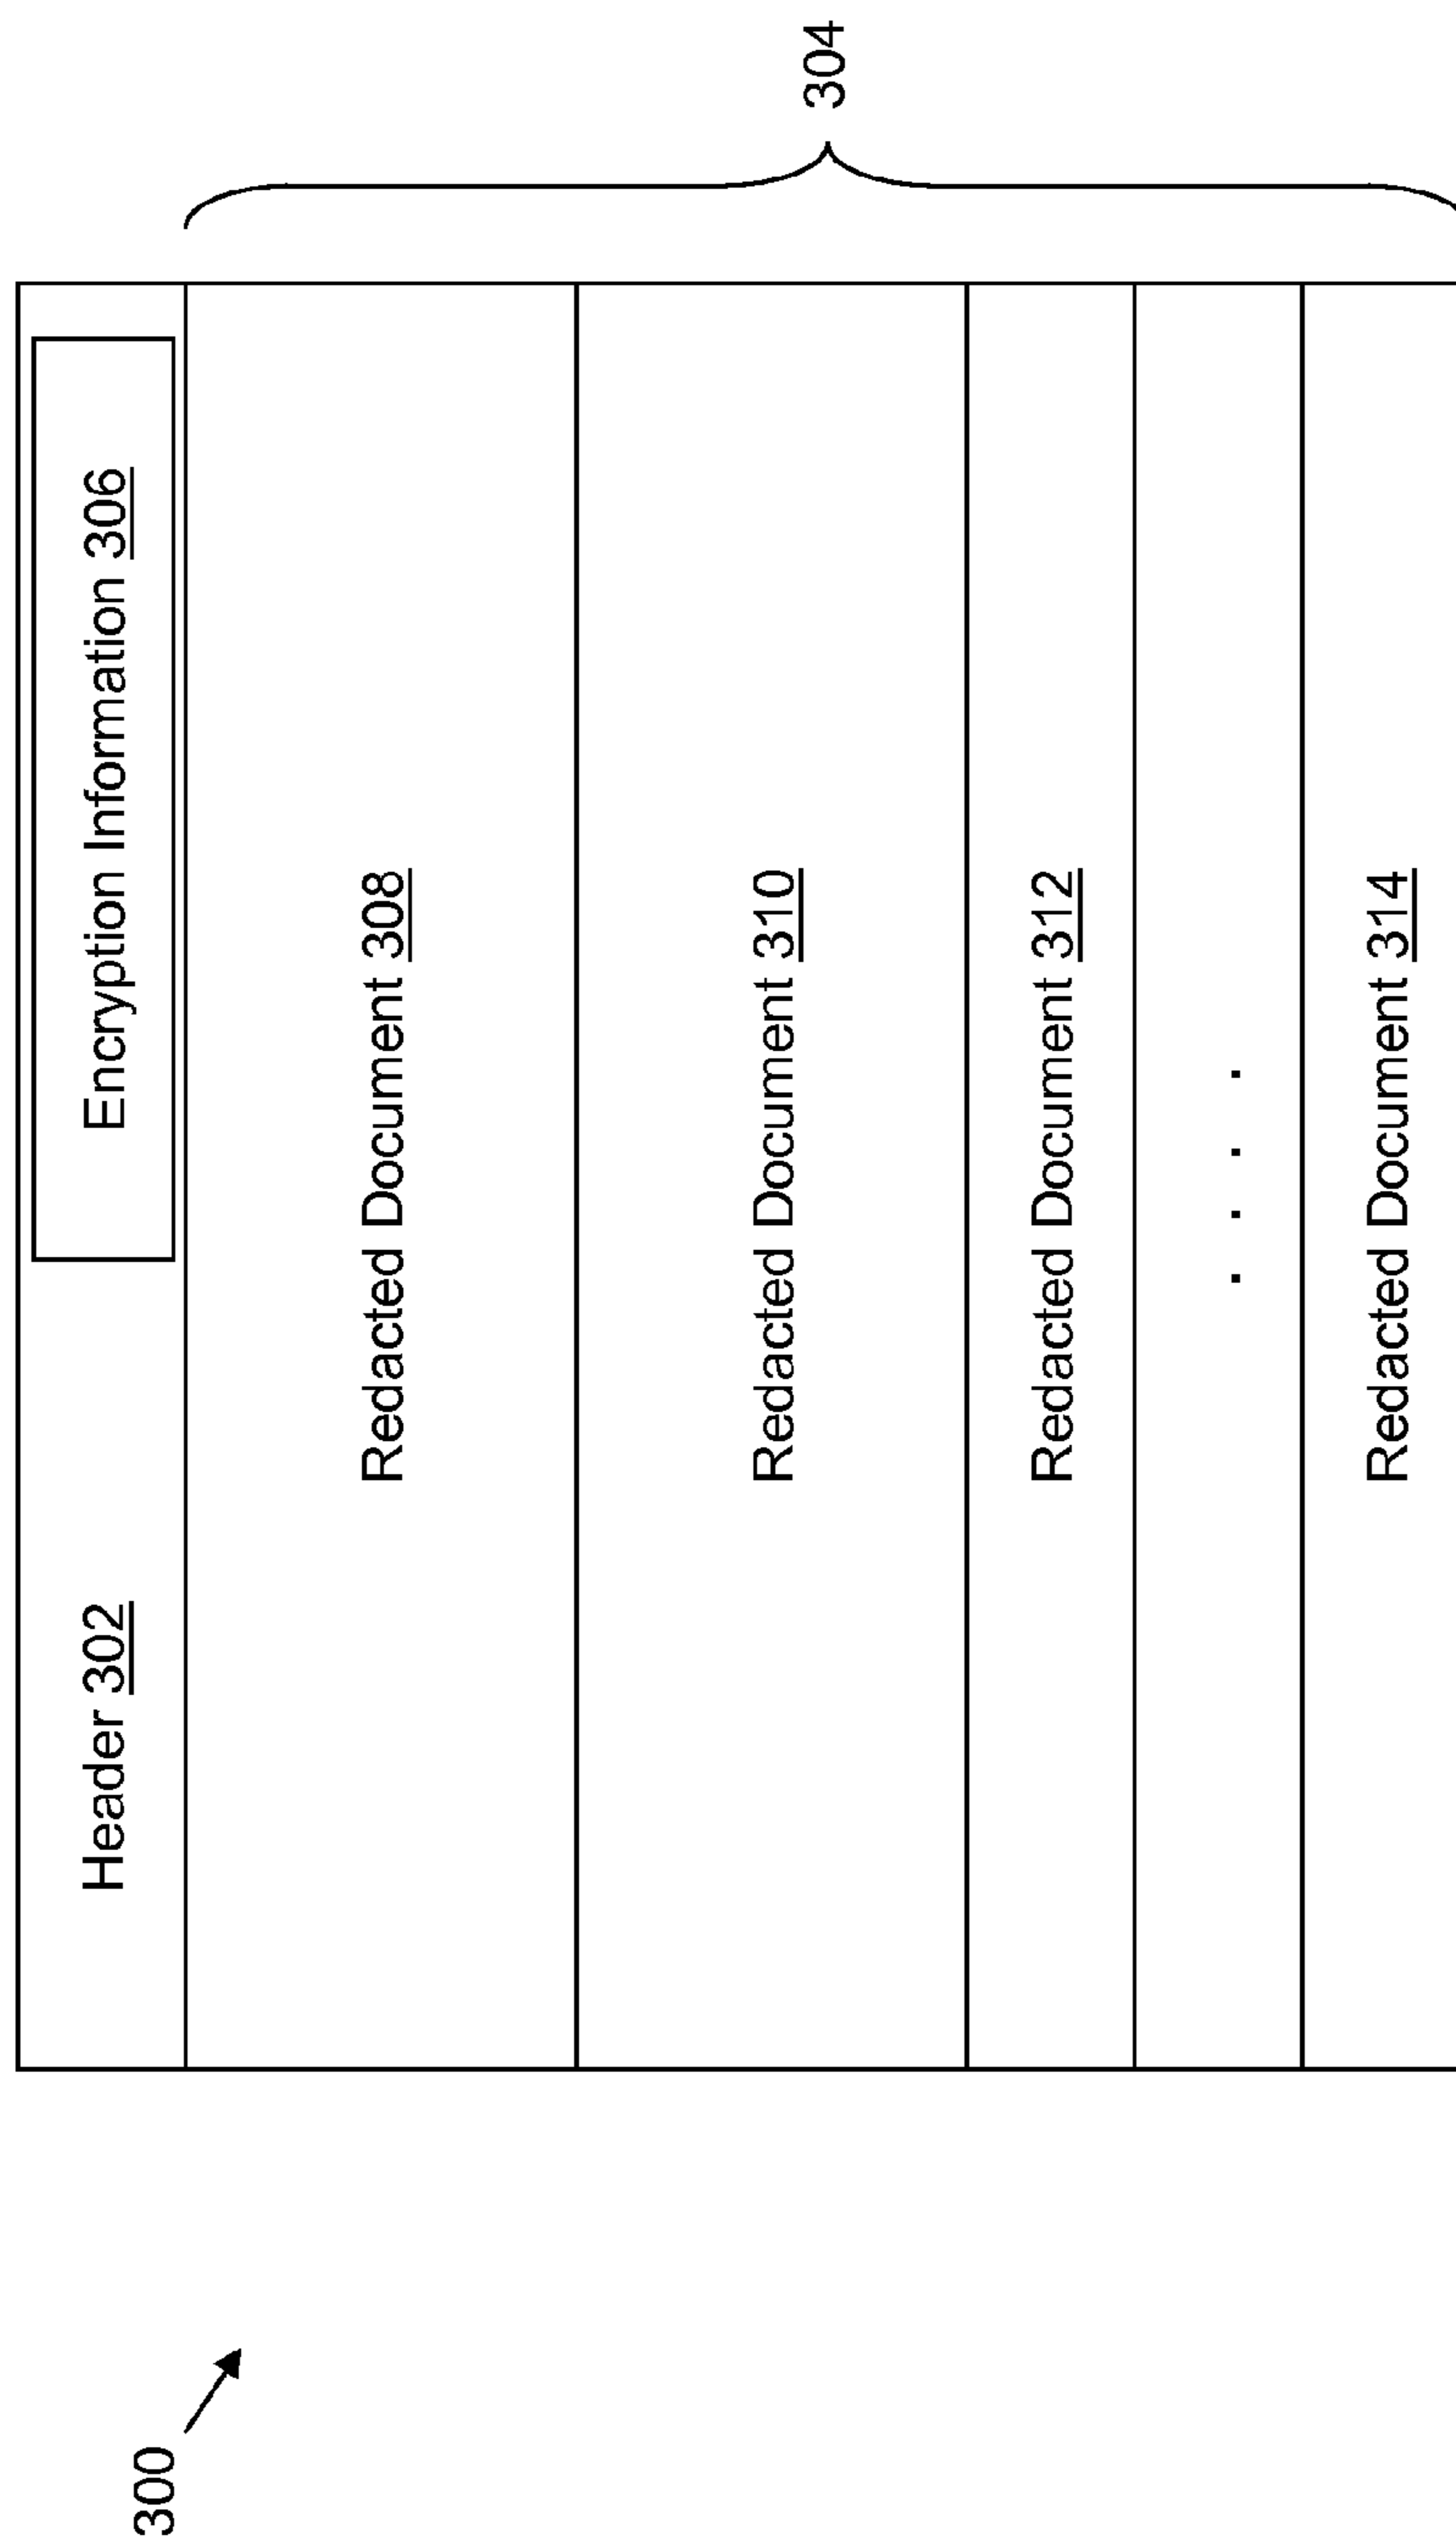 300
Header 302
Encryption Information 306
Redacted Document 308
Redacted Document 310
Redacted Document 312
. . . .
Redacted Document 314
304